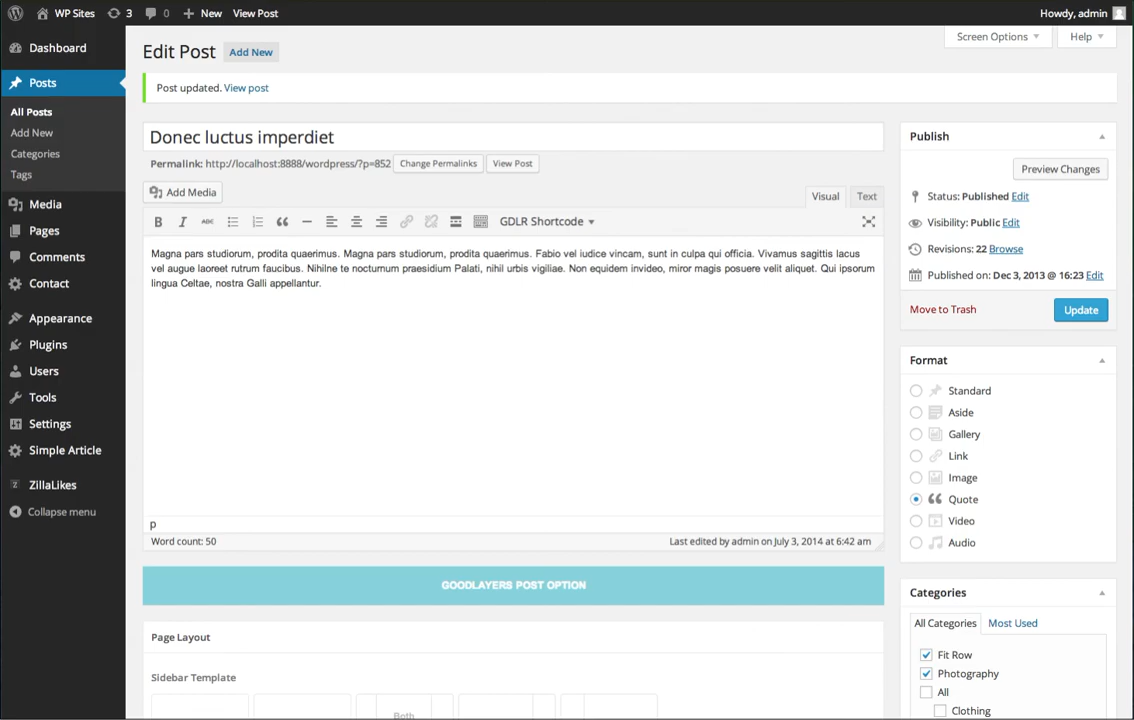 WP Sites 3 0 New View Post Howdy, admin
Dashboard
Posts
All Posts
Add New
Categories
Tags
Media
Pages
Comments
Contact
Appearance
Plugins
Users
Tools
Settings
Simple Article
ZillaLikes
Collapse menu
Screen Options Help
Edit Post Add New
Post updated. View post
Donec luctus imperdiet
Permalink: http://localhost:8888/wordpress/?p=852 Change Permalinks View Post
Add Media
Visual Text
B I ABC GDLR Shortcode
Magna pars studiorum, prodita quaerimus. Magna pars studiorum, prodita quaerimus. Fabio vel iudice vincam, sunt in culpa qui officia. Vivamus sagittis lacus
vel augue laoreet rutrum faucibus. Nihilne te nocturnum praesidium Palati, nihil urbis vigiliae. Non equidem invideo, miror magis posuere velit aliquet. Qui ipsorum
lingua Celtae, nostra Galli appellantur.
p
Word count: 50 Last edited by admin on July 3, 2014 at 6:42 am
GOODLAYERS POST OPTION
Page Layout
Sidebar Template
Both
Publish
Preview Changes
Status: Published Edit
Visibility: Public Edit
Revisions: 22 Browse
Published on: Dec 3, 2013 @ 16:23 Edit
Move to Trash Update
Format
Standard
Aside
Gallery
Link
Image
Quote
Video
Audio
Categories
All Categories Most Used
Fit Row
Photography
All
Clothing